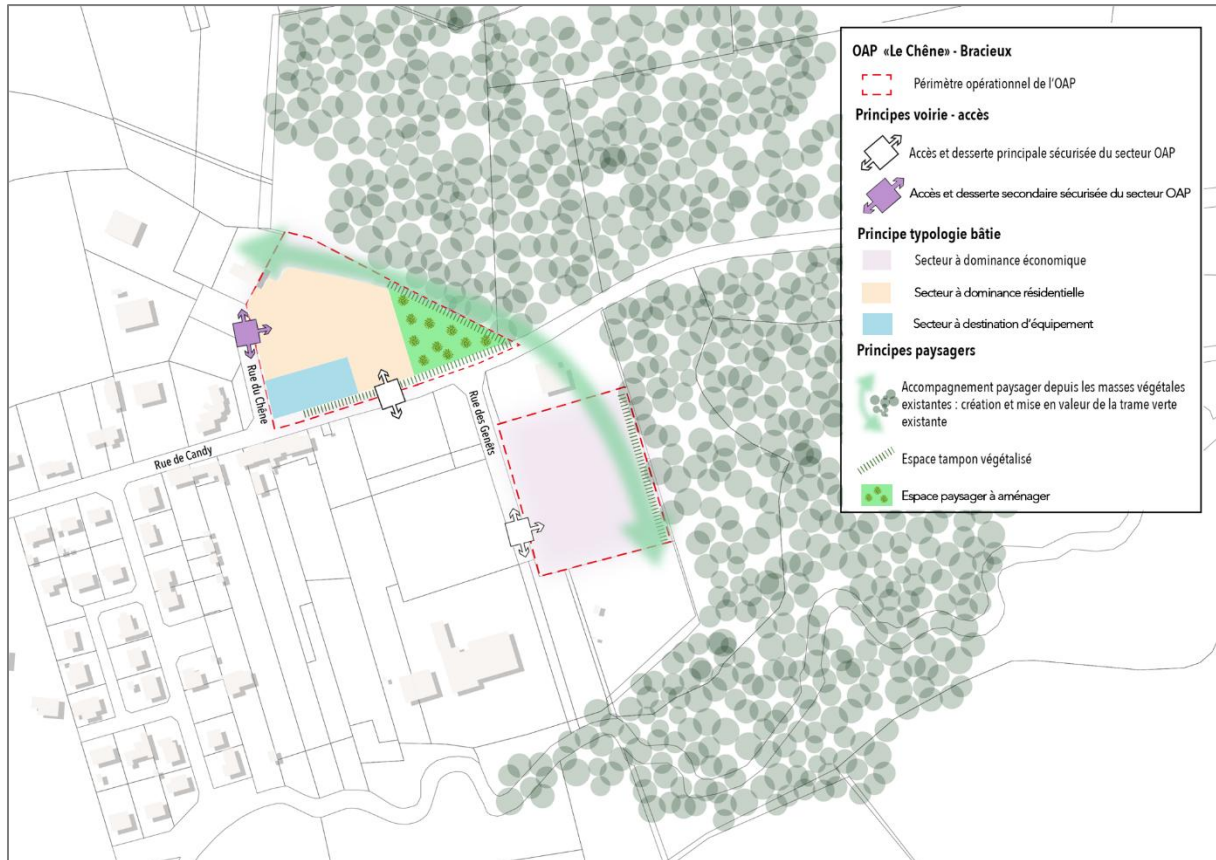 OAP «Le Chêne» - Bracieux
Périmètre opérationnel de l'OAP
Principes voirie - accès
Accès et desserte principale sécurisée du secteur OAP
Accès et desserte secondaire sécurisée du secteur OAP
Principe typologie bâtie
Secteur à dominance économique
Secteur à dominance résidentielle
Secteur à destination d'équipement
Principes paysagers
Accompagnement paysager depuis les masses végétales
existantes : création et mise en valeur de la trame verte
existante
Espace tampon végétalisé
Espace paysager à aménager
Rue du Chêne
Rue de Candy
Rue des Genêts